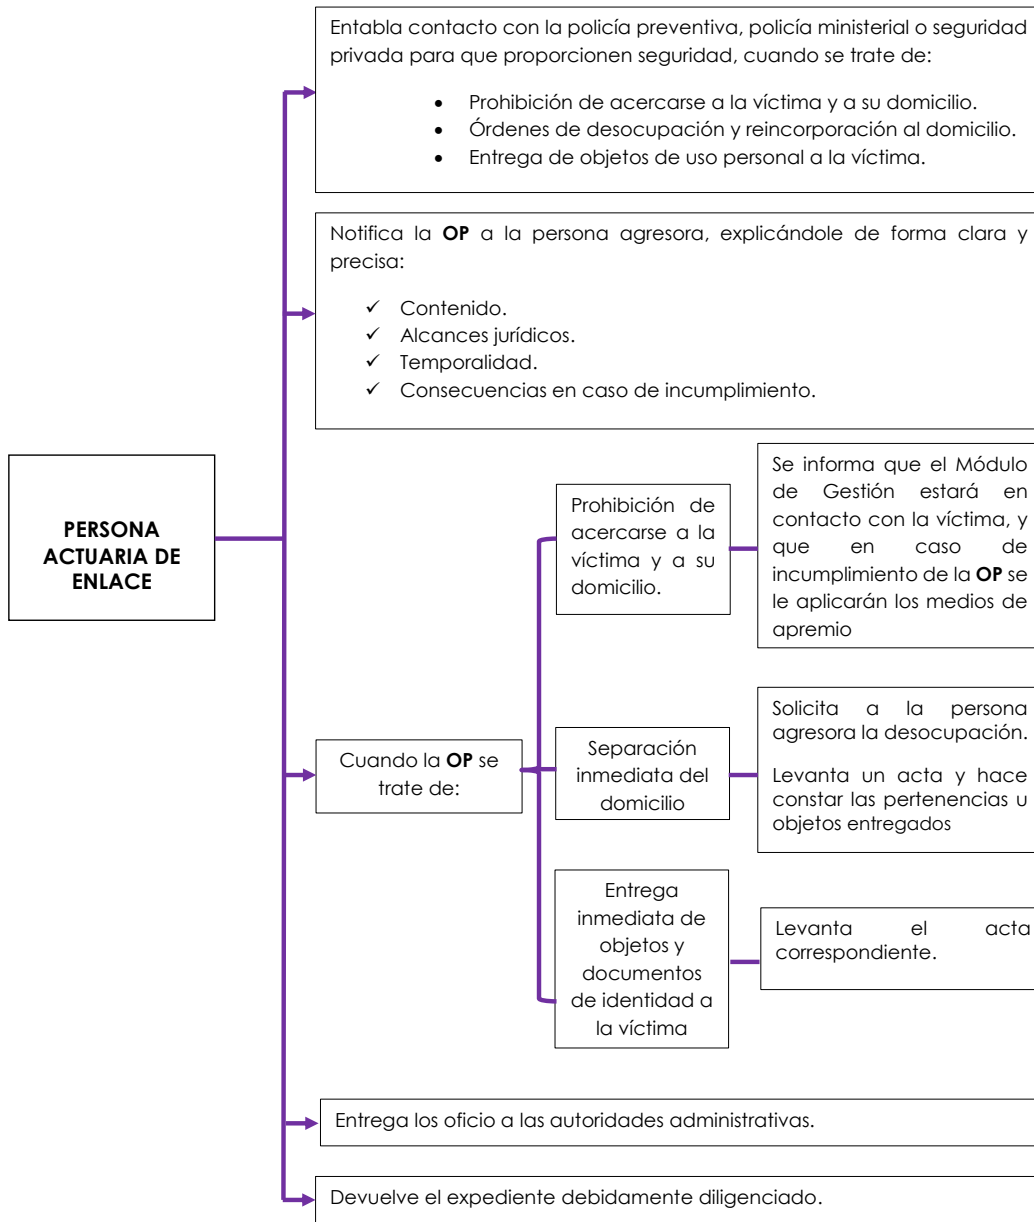 Entabla contacto con la policía preventiva, policía ministerial o seguridad
privada para que proporcionen seguridad, cuando se trate de:
• Prohibición de acercarse a la víctima y a su domicilio.
• Órdenes de desocupación y reincorporación al domicilio.
• Entrega de objetos de uso personal a la víctima.
Notifica la OP a la persona agresora, explicándole de forma clara y
precisa:
✓ Contenido.
✓ Alcances jurídicos.
✓ Temporalidad.
✓ Consecuencias en caso de incumplimiento.
PERSONA
ACTUARIA DE
ENLACE
Cuando la OP se
trate de:
Prohibición de
acercarse a la
víctima y a su
domicilio.
Se informa que el Módulo
de Gestión estará en
contacto con la víctima, y
que en caso de
incumplimiento de la OP se
le aplicarán los medios de
apremio
Separación
inmediata del
domicilio
Solicita a la persona
agresora la desocupación.
Levanta un acta y hace
constar las pertenencias u
objetos entregados
Entrega
inmediata de
objetos y
documentos
de identidad a
la víctima
Levanta el acta
correspondiente.
Entrega los oficio a las autoridades administrativas.
Devuelve el expediente debidamente diligenciado.